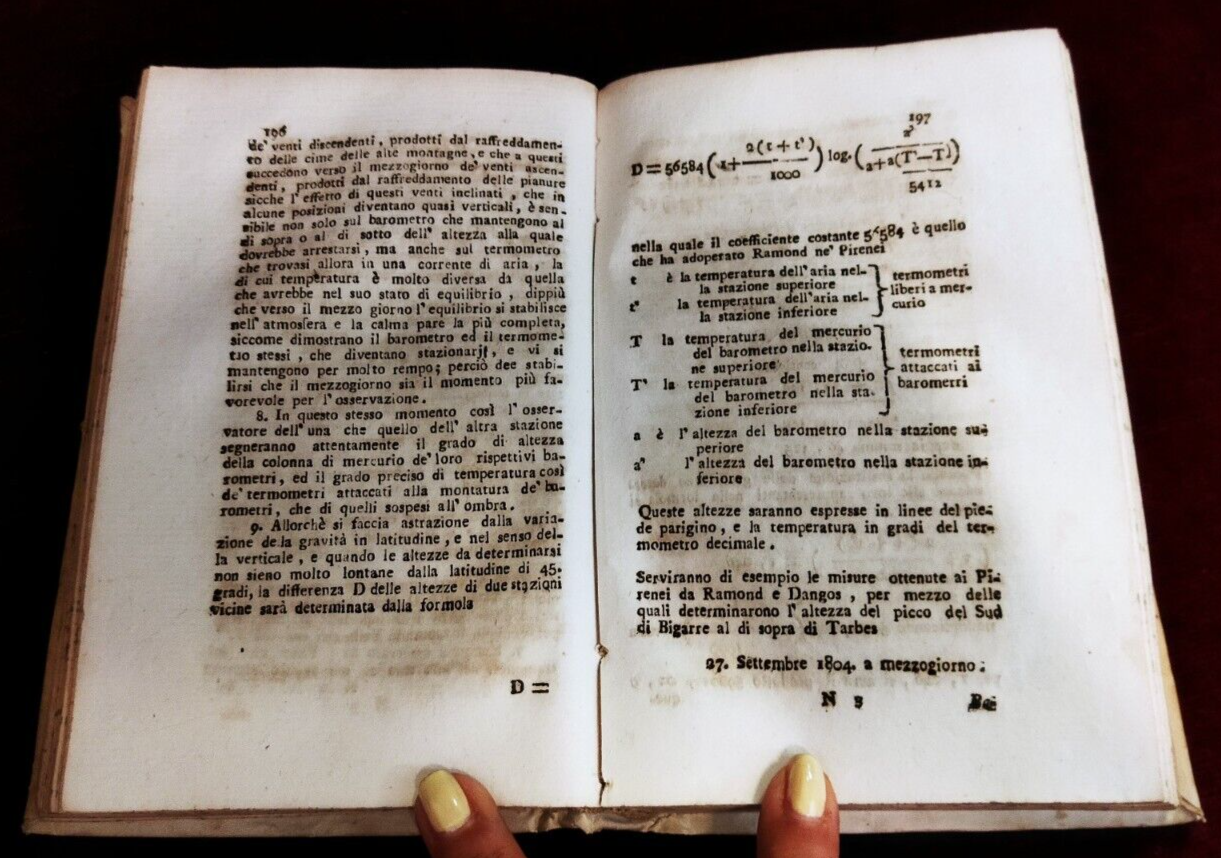 196
de' venti discendenti, prodotti dal raffreddamen-
to delle cime delle alte montagne, e che a questi
succedono verso il mezzogiorno de' venti ascen-
denti, prodotti dal raffreddamento delle pianure
sicche l'effetto di questi venti inclinati, che in
alcune posizioni diventano quasi verticali, è sen-
sibile non solo sul barometro che mantengono al
di sopra o al di sotto dell' altezza alla quale
dovrebbe arrestarsi, ma anche sul termometro
che trovasi allora in una corrente di aria, la
di cui tempèratura è molto diversa da quella
che avrebbe nel suo stato di equilibrio, dippiù
che verso il mezzo giorno l'equilibrio si stabilisce
nell' atmosfera e la calma pare la più completa,
siccome dimostrano il barometro ed il termome-
tro stessi, che diventano stazionarj, e vi si
mantengono per molto rempo; perciò dee stabi-
lirsi che il mezzogiorno sia il momento più fa-
vorevole per l'osservazione.
8. In questo stesso momento così l'osser-
vatore dell' una che quello dell' altra stazione
segneranno attentamente il grado di altezza
della colonna di mercurio de' loro rispettivi ba-
rometri, ed il grado preciso di temperatura così
de' termometri attaccati alla montatura de' ba-
rometri, che di quelli sospesi all' ombra.
9. Allorchè si faccia astrazione dalla varia-
zione de la gravità in latitudine, e nel senso del-
la verticale, e quando le altezze da determinarsi
non sieno molto lontane dalla latitudine di 45.
gradi, la differenza D delle altezze di due stazioni
vicine sarà determinata dalla formola
D =
197
D = 56584 (1 + 2(t + t') / 1000) log. (a' / a + a(T' — T) / 5412)
nella quale il coefficiente costante 56584 è quello
che ha adoperato Ramond ne' Pirenei
t è la temperatura dell' aria nel-
la stazione superiore
t' la temperatura dell'aria nel-
la stazione inferiore
termometri
liberi a mer-
curio
T la temperatura del mercurio
del barometro nella stazio-
ne superiore
T' la temperatura del mercurio
del barometro nella sta-
zione inferiore
termometri
attaccati ai
barometri
a è l'altezza del barometro nella stazione su-
periore
a' l'altezza del barometro nella stazione in-
feriore
Queste altezze saranno espresse in linee del pie-
de parigino, e la temperatura in gradi del ter-
mometro decimale.
Serviranno di esempio le misure ottenute ai Pi-
renei da Ramond e Dangos, per mezzo delle
quali determinarono l'altezza del picco del Sud
di Bigarre al di sopra di Tarbes
27. Settembre 1804. a mezzogiorno.
N 3